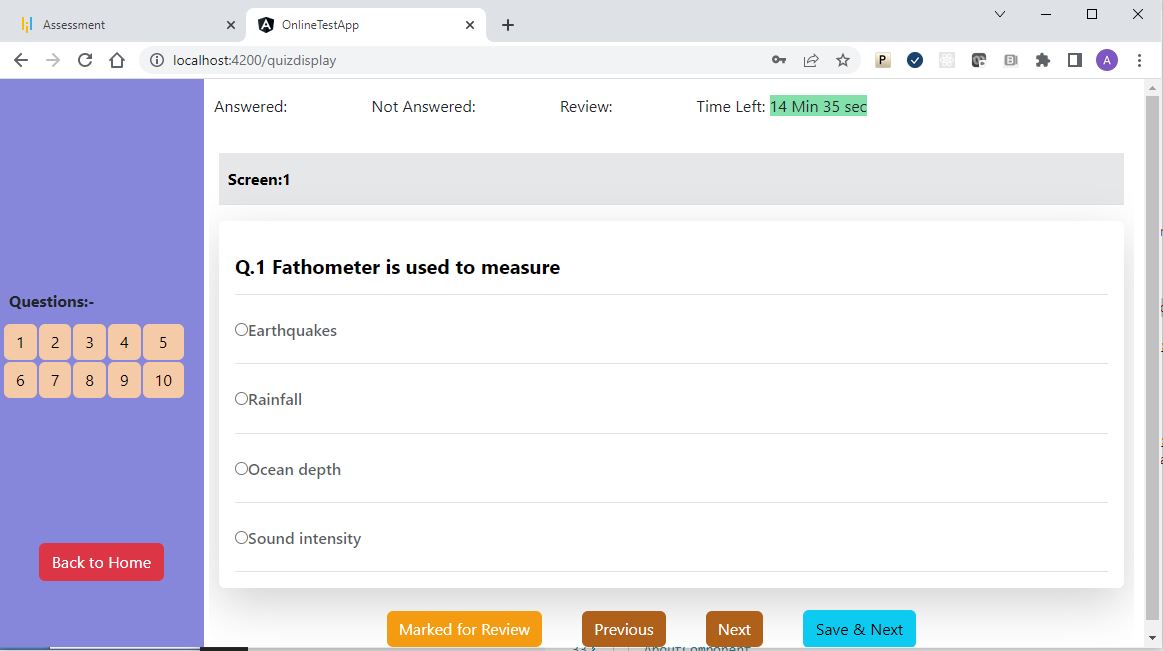 Assessment
OnlineTestApp
localhost:4200/quizdisplay
P
B
A
Answered: Not Answered: Review: Time Left: 14 Min 35 sec
Screen:1
Q.1 Fathometer is used to measure
Earthquakes
Rainfall
Ocean depth
Sound intensity
Questions:-
1 2 3 4 5
6 7 8 9 10
Back to Home
Marked for Review Previous Next Save & Next